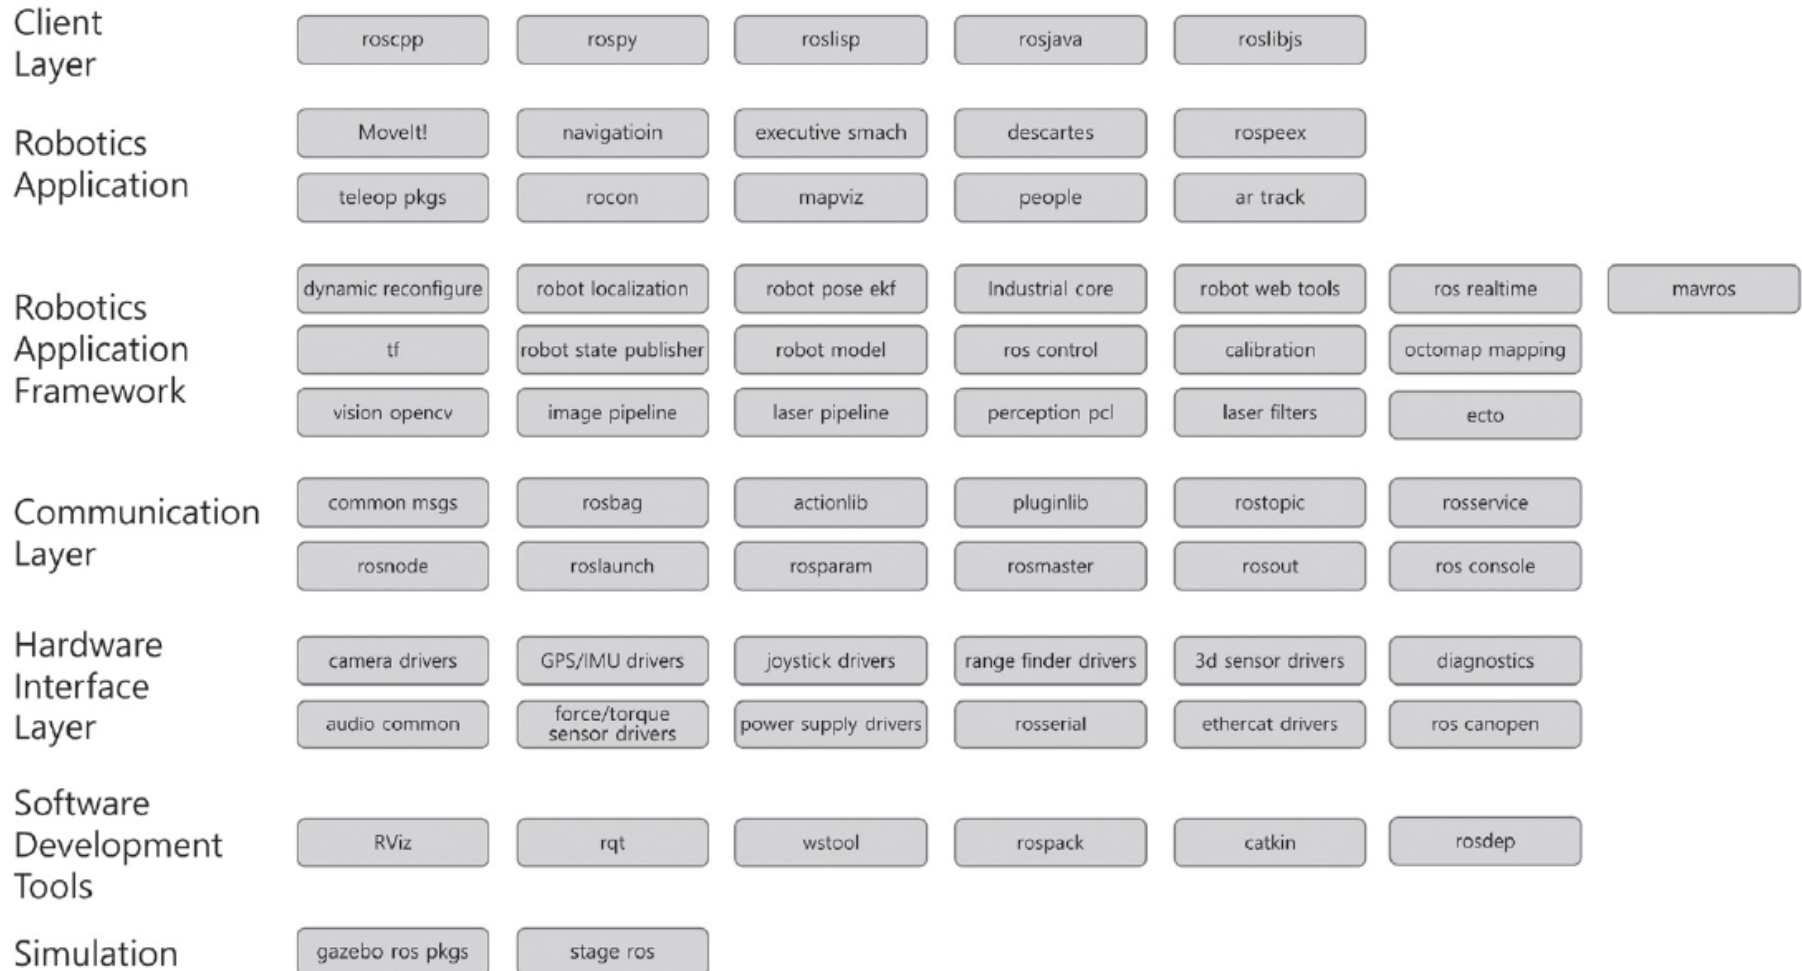 Client
Layer
roscpp rospy roslisp rosjava roslibjs
Robotics
Application
MoveIt! navigatioin executive smach descartes rospeex
teleop pkgs rocon mapviz people ar track
Robotics
Application
Framework
dynamic reconfigure robot localization robot pose ekf Industrial core robot web tools ros realtime mavros
tf robot state publisher robot model ros control calibration octomap mapping
vision opencv image pipeline laser pipeline perception pcl laser filters ecto
Communication
Layer
common msgs rosbag actionlib pluginlib rostopic rosservice
rosnode roslaunch rosparam rosmaster rosout ros console
Hardware
Interface
Layer
camera drivers GPS/IMU drivers joystick drivers range finder drivers 3d sensor drivers diagnostics
audio common force/torque sensor drivers power supply drivers rosserial ethercat drivers ros canopen
Software
Development
Tools
RViz rqt wstool rospack catkin rosdep
Simulation
gazebo ros pkgs stage ros